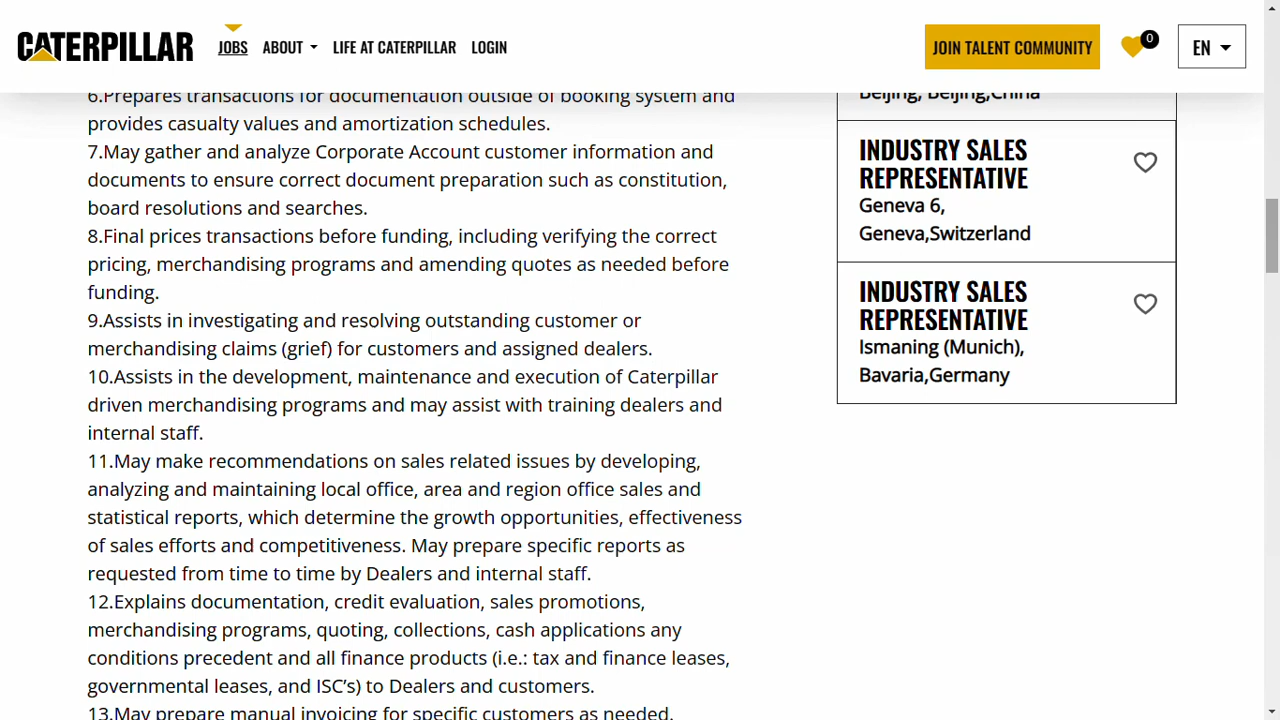 CATERPILLAR
JOBS
ABOUT
LIFE AT CATERPILLAR
LOGIN
JOIN TALENT COMMUNITY
0
EN
6.Prepares transactions for documentation outside of booking system and
provides casualty values and amortization schedules.
7.May gather and analyze Corporate Account customer information and
documents to ensure correct document preparation such as constitution,
board resolutions and searches.
8.Final prices transactions before funding, including verifying the correct
pricing, merchandising programs and amending quotes as needed before
funding.
9.Assists in investigating and resolving outstanding customer or
merchandising claims (grief) for customers and assigned dealers.
10.Assists in the development, maintenance and execution of Caterpillar
driven merchandising programs and may assist with training dealers and
internal staff.
11.May make recommendations on sales related issues by developing,
analyzing and maintaining local office, area and region office sales and
statistical reports, which determine the growth opportunities, effectiveness
of sales efforts and competitiveness. May prepare specific reports as
requested from time to time by Dealers and internal staff.
12.Explains documentation, credit evaluation, sales promotions,
merchandising programs, quoting, collections, cash applications any
conditions precedent and all finance products (i.e.: tax and finance leases,
governmental leases, and ISC’s) to Dealers and customers.
13.May prepare manual invoicing for specific customers as needed.
Beijing, Beijing,China
INDUSTRY SALES
REPRESENTATIVE
Geneva 6,
Geneva,Switzerland
INDUSTRY SALES
REPRESENTATIVE
Ismaning (Munich),
Bavaria,Germany